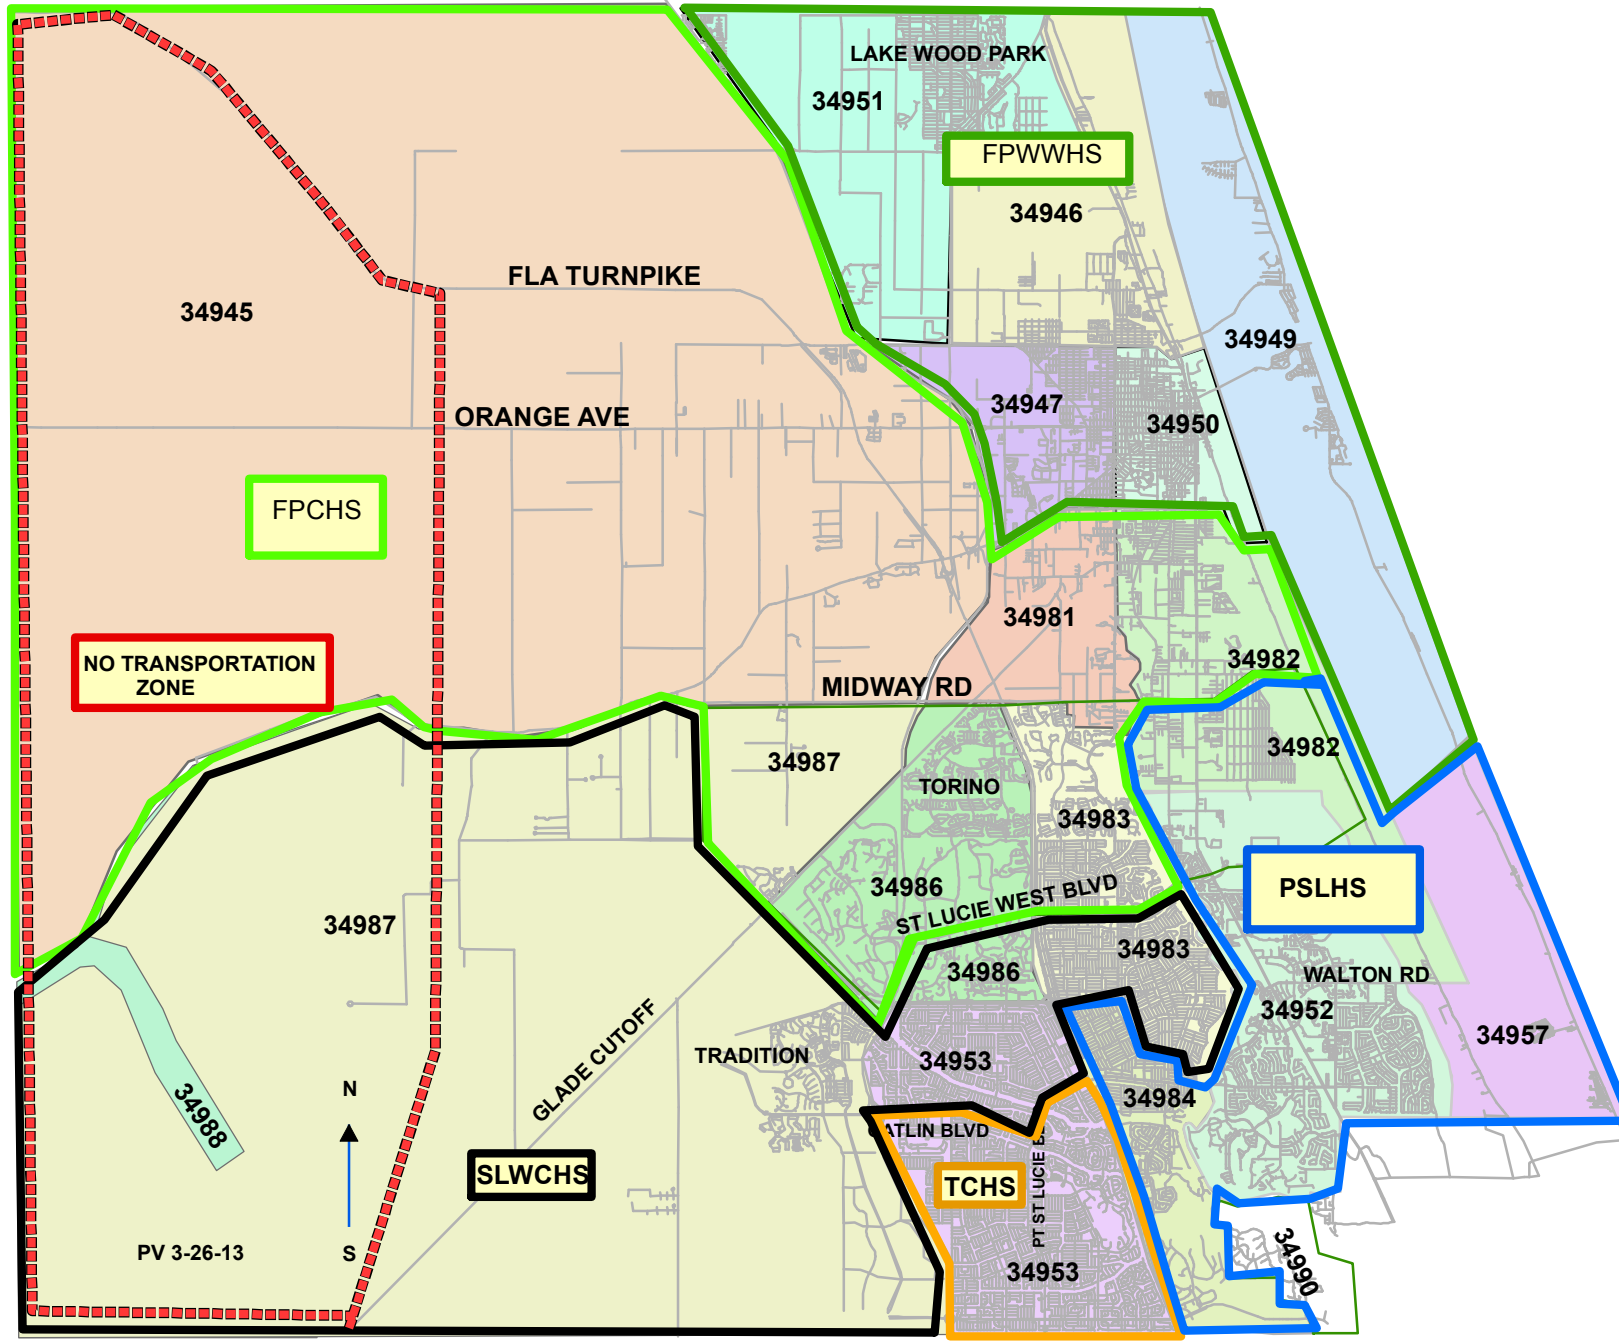 LAKE WOOD PARK
34951
FPWWHS
34946
FLA TURNPIKE
34945
34949
34947
ORANGE AVE
34950
FPCHS
34981
NO TRANSPORTATION
ZONE
34982
MIDWAY RD
34982
34987
TORINO
34983
34986
ST LUCIE WEST BLVD
PSLHS
34987
34983
34986
WALTON RD
34952
34957
GLADE CUTOFF
TRADITION
34953
N
34988
34984
ATLIN BLVD
PT ST LUCIE
SLWCHS
TCHS
PV 3-26-13
S
34953
34990